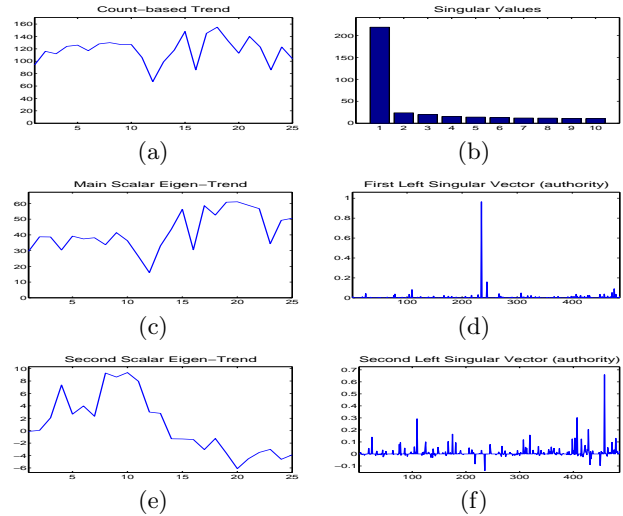 Count-based Trend
160
140
120
100
80
60
40
20
0
5 10 15 20 25
(a)
Singular Values
200
150
100
50
0
1 2 3 4 5 6 7 8 9 10
(b)
Main Scalar Eigen-Trend
60
50
40
30
20
10
0
5 10 15 20 25
(c)
First Left Singular Vector (authority)
1
0.8
0.6
0.4
0.2
0
100 200 300 400
(d)
Second Scalar Eigen-Trend
10
8
6
4
2
0
-2
-4
-6
5 10 15 20 25
(e)
Second Left Singular Vector (authority)
0.7
0.6
0.5
0.4
0.3
0.2
0.1
0
-0.1
100 200 300 400
(f)